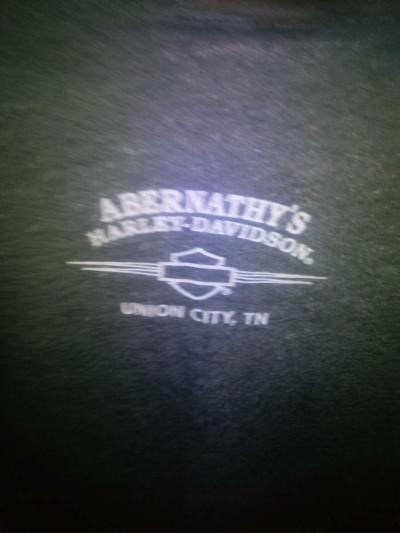 ABERNATHY'S
HARLEY-DAVIDSON®
UNION CITY, TN